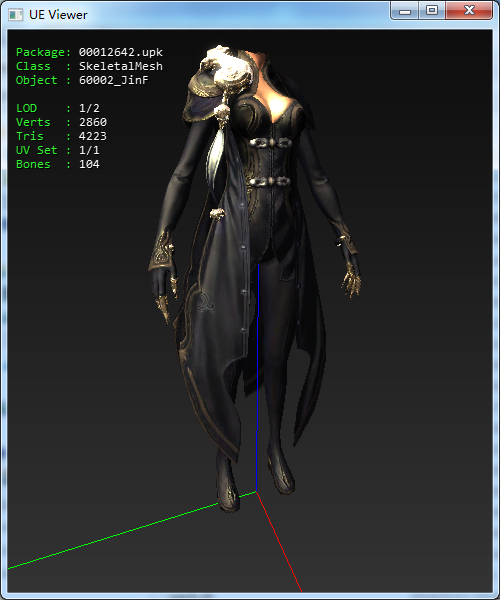 UE Viewer
Package: 00012642.upk
Class : SkeletalMesh
Object : 60002_JinF
LOD : 1/2
Verts : 2860
Tris : 4223
UV Set : 1/1
Bones : 104